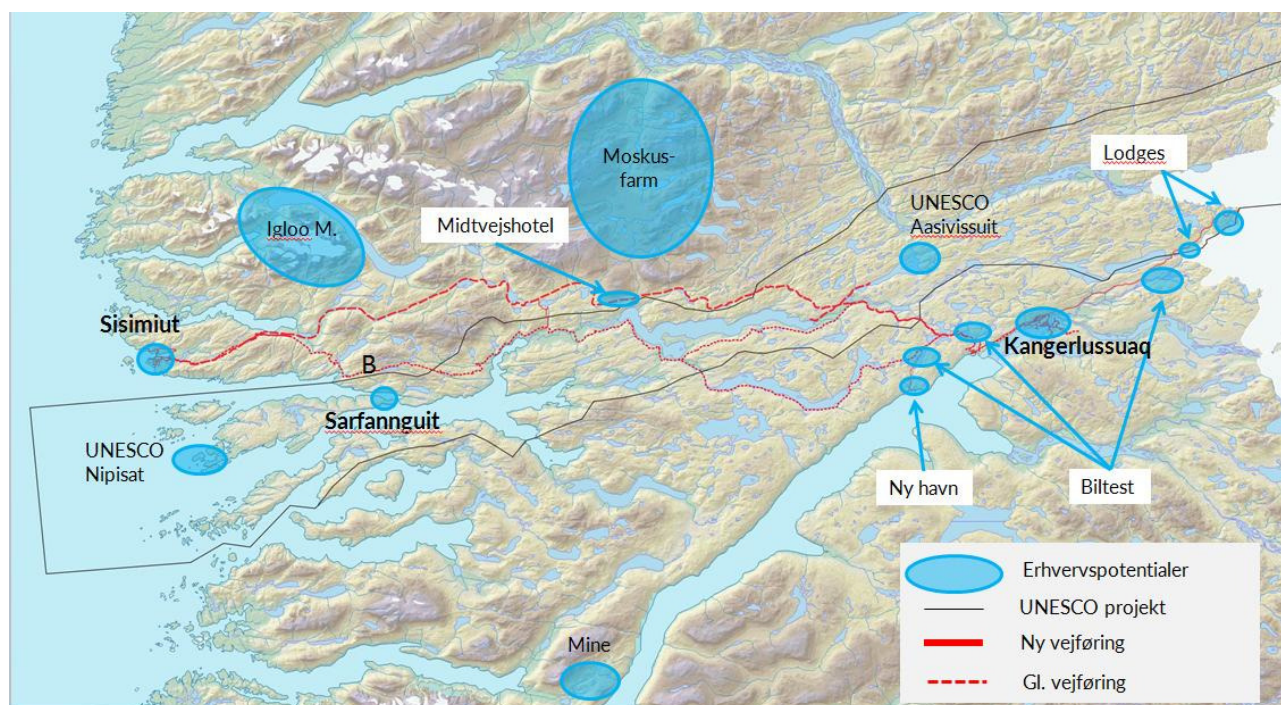 Moskus-
farm
Lodges
UNESCO
Aasivissuit
Igloo M.
Midtvejshotel
Sisimiut
Kangerlussuaq
B
Sarfannguit
UNESCO
Nipisat
Ny havn
Biltest
Mine
Erhvervspotentialer
UNESCO projekt
Ny vejføring
Gl. vejføring